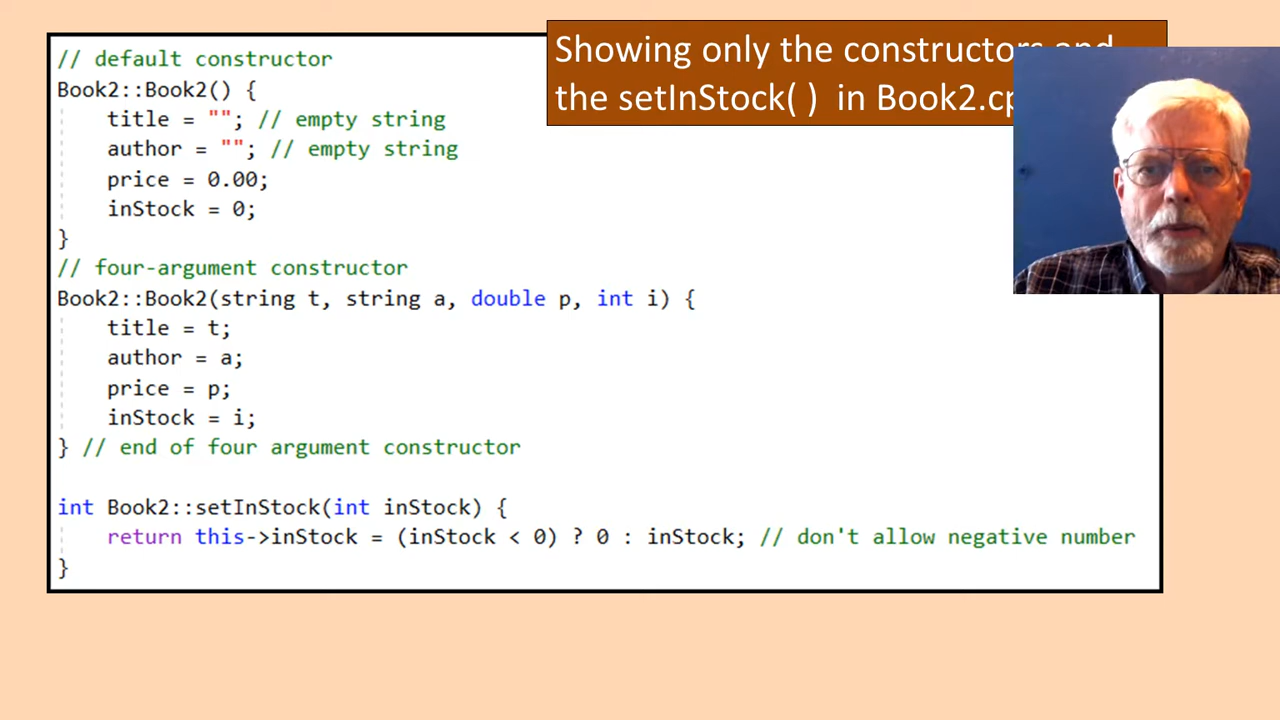 Showing only the constructors and
the setInStock( ) in
// default constructor
Book2::Book2() {
title = ""; // empty string
author = ""; // empty string
price = 0.00;
inStock = 0;
}
// four-argument constructor
Book2::Book2(string t, string a, double p, int i) {
title = t;
author = a;
price = p;
inStock = i;
} // end of four argument constructor
int Book2::setInStock(int inStock) {
return this->inStock = (inStock < 0) ? 0 : inStock; // don't allow negative number
}